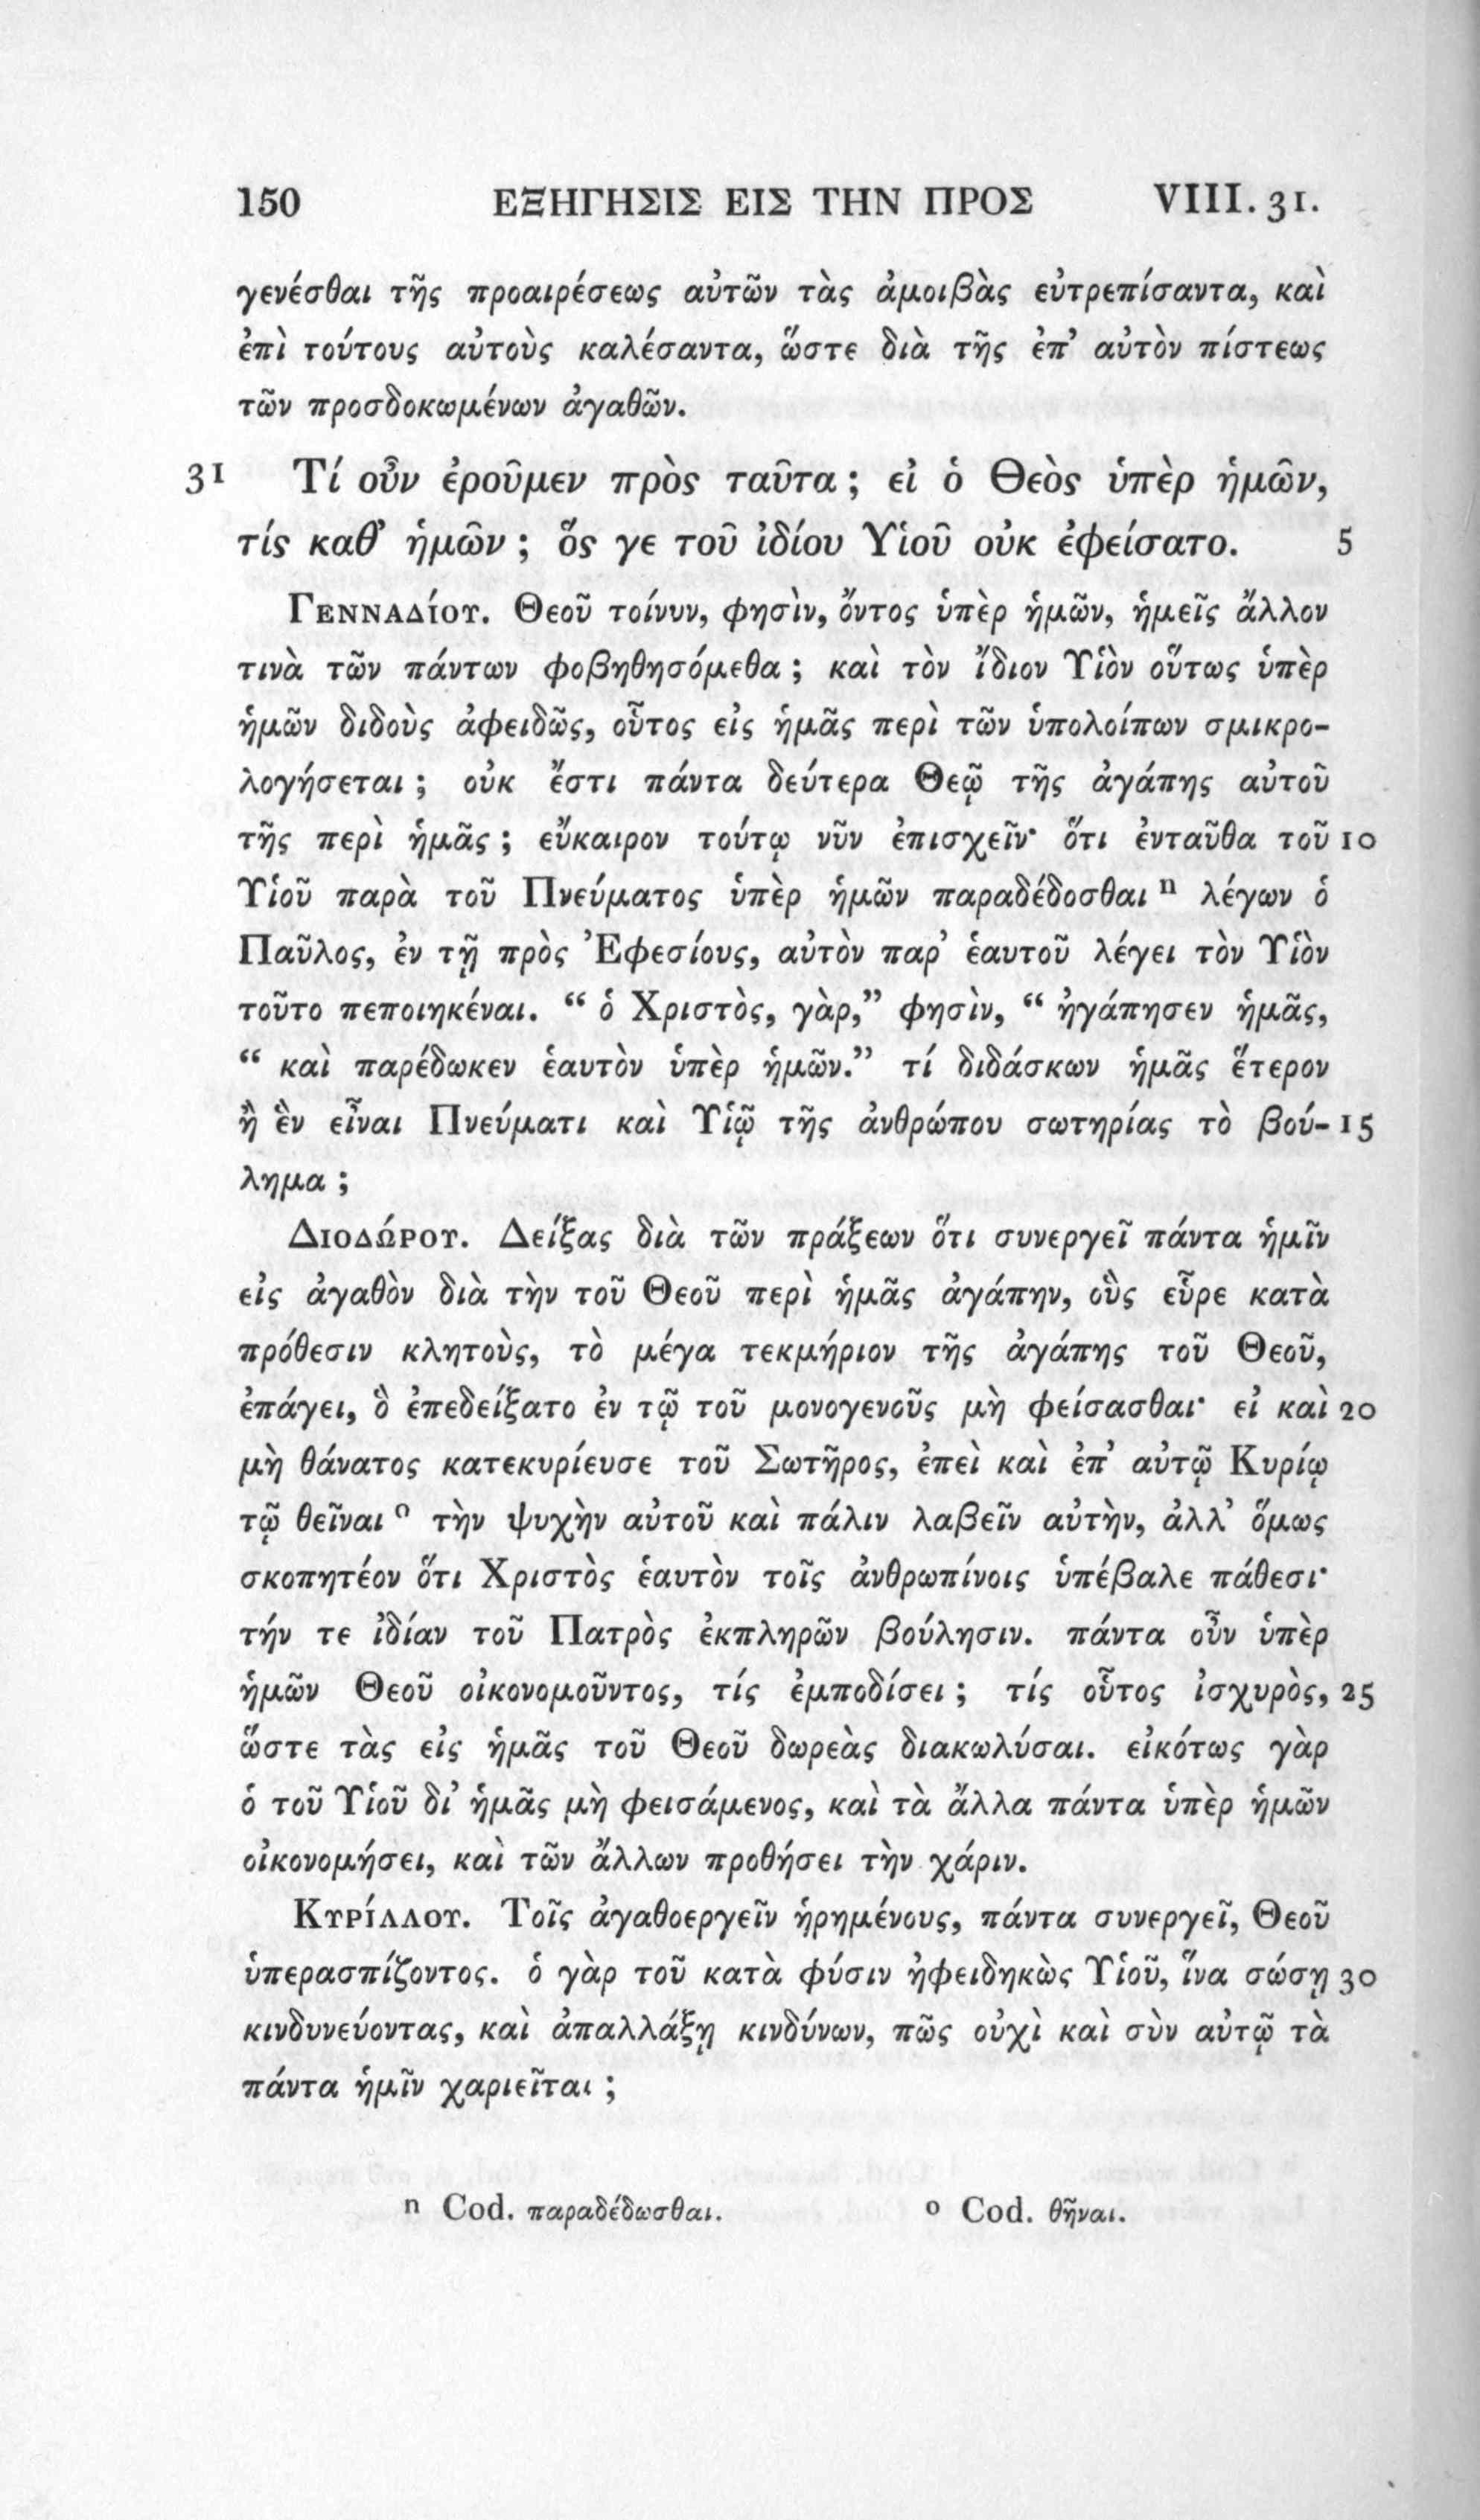 150 ΕΞΗΓΗΣΙΣ ΕΙΣ ΤΗΝ ΠΡΟΣ VIII. 31.
γενέσθαι τῆς προαιρέσεως αὐτῶν τὰς ἀμοιβὰς εὐτρεπίσαντα, καὶ
ἐπὶ τούτους αὐτοὺς καλέσαντα, ὥστε διὰ τῆς ἐπ’ αὐτὸν πίστεως
τῶν προσδοκωμένων ἀγαθῶν.
31 Τί οὖν ἐροῦμεν πρὸς ταῦτα ; εἰ ὁ Θεὸς ὑπὲρ ἡμῶν,
τίς καθ’ ἡμῶν ; ὅς γε τοῦ ἰδίου Υἱοῦ οὐκ ἐφείσατο. 5
Γενναδίου. Θεοῦ τοίνυν, φησὶν, ὄντος ὑπὲρ ἡμῶν, ἡμεῖς ἄλλον
τινὰ τῶν πάντων φοβηθησόμεθα ; καὶ τὸν ἴδιον Υἱὸν οὕτως ὑπὲρ
ἡμῶν διδοὺς ἀφειδῶς, οὗτος εἰς ἡμᾶς περὶ τῶν ὑπολοίπων σμικρο-
λογήσεται ; οὐκ ἔστι πάντα δεύτερα Θεῷ τῆς ἀγάπης αὐτοῦ
τῆς περὶ ἡμᾶς ; εὔκαιρον τούτῳ νῦν ἐπισχεῖν· ὅτι ἐνταῦθα τοῦ 10
Υἱοῦ παρὰ τοῦ Πνεύματος ὑπὲρ ἡμῶν παραδέδοσθαι n λέγων ὁ
Παῦλος, ἐν τῇ πρὸς Ἐφεσίους, αὐτὸν παρ’ ἑαυτοῦ λέγει τὸν Υἱὸν
τοῦτο πεποιηκέναι. “ ὁ Χριστὸς, γὰρ,” φησὶν, “ ἠγάπησεν ἡμᾶς,
“ καὶ παρέδωκεν ἑαυτὸν ὑπὲρ ἡμῶν.” τί διδάσκων ἡμᾶς ἕτερον
ἢ ἓν εἶναι Πνεύματι καὶ Υἱῷ τῆς ἀνθρώπου σωτηρίας τὸ βού- 15
λημα ;
Διοδώρου. Δείξας διὰ τῶν πράξεων ὅτι συνεργεῖ πάντα ἡμῖν
εἰς ἀγαθὸν διὰ τὴν τοῦ Θεοῦ περὶ ἡμᾶς ἀγάπην, οὓς εὗρε κατὰ
πρόθεσιν κλητοὺς, τὸ μέγα τεκμήριον τῆς ἀγάπης τοῦ Θεοῦ,
ἐπάγει, ὃ ἐπεδείξατο ἐν τῷ τοῦ μονογενοῦς μὴ φείσασθαι· εἰ καὶ 20
μὴ θάνατος κατεκυρίευσε τοῦ Σωτῆρος, ἐπεὶ καὶ ἐπ’ αὐτῷ Κυρίῳ
τῷ θεῖναι o τὴν ψυχὴν αὐτοῦ καὶ πάλιν λαβεῖν αὐτὴν, ἀλλ’ ὅμως
σκοπητέον ὅτι Χριστὸς ἑαυτὸν τοῖς ἀνθρωπίνοις ὑπέβαλε πάθεσι·
τήν τε ἰδίαν τοῦ Πατρὸς ἐκπληρῶν βούλησιν. πάντα οὖν ὑπὲρ
ἡμῶν Θεοῦ οἰκονομοῦντος, τίς ἐμποδίσει ; τίς οὗτος ἰσχυρὸς, 25
ὥστε τὰς εἰς ἡμᾶς τοῦ Θεοῦ δωρεὰς διακωλύσαι. εἰκότως γὰρ
ὁ τοῦ Υἱοῦ δι’ ἡμᾶς μὴ φεισάμενος, καὶ τὰ ἄλλα πάντα ὑπὲρ ἡμῶν
οἰκονομήσει, καὶ τῶν ἄλλων προθήσει τὴν χάριν.
Κυρίλλου. Τοῖς ἀγαθοεργεῖν ᾑρημένους, πάντα συνεργεῖ, Θεοῦ
ὑπερασπίζοντος. ὁ γὰρ τοῦ κατὰ φύσιν ἠφειδηκὼς Υἱοῦ, ἵνα σώσῃ 30
κινδυνεύοντας, καὶ ἀπαλλάξῃ κινδύνων, πῶς οὐχὶ καὶ σὺν αὐτῷ τὰ
πάντα ἡμῖν χαριεῖται ;
n Cod. παραδέδωσθαι. o Cod. θῆναι.